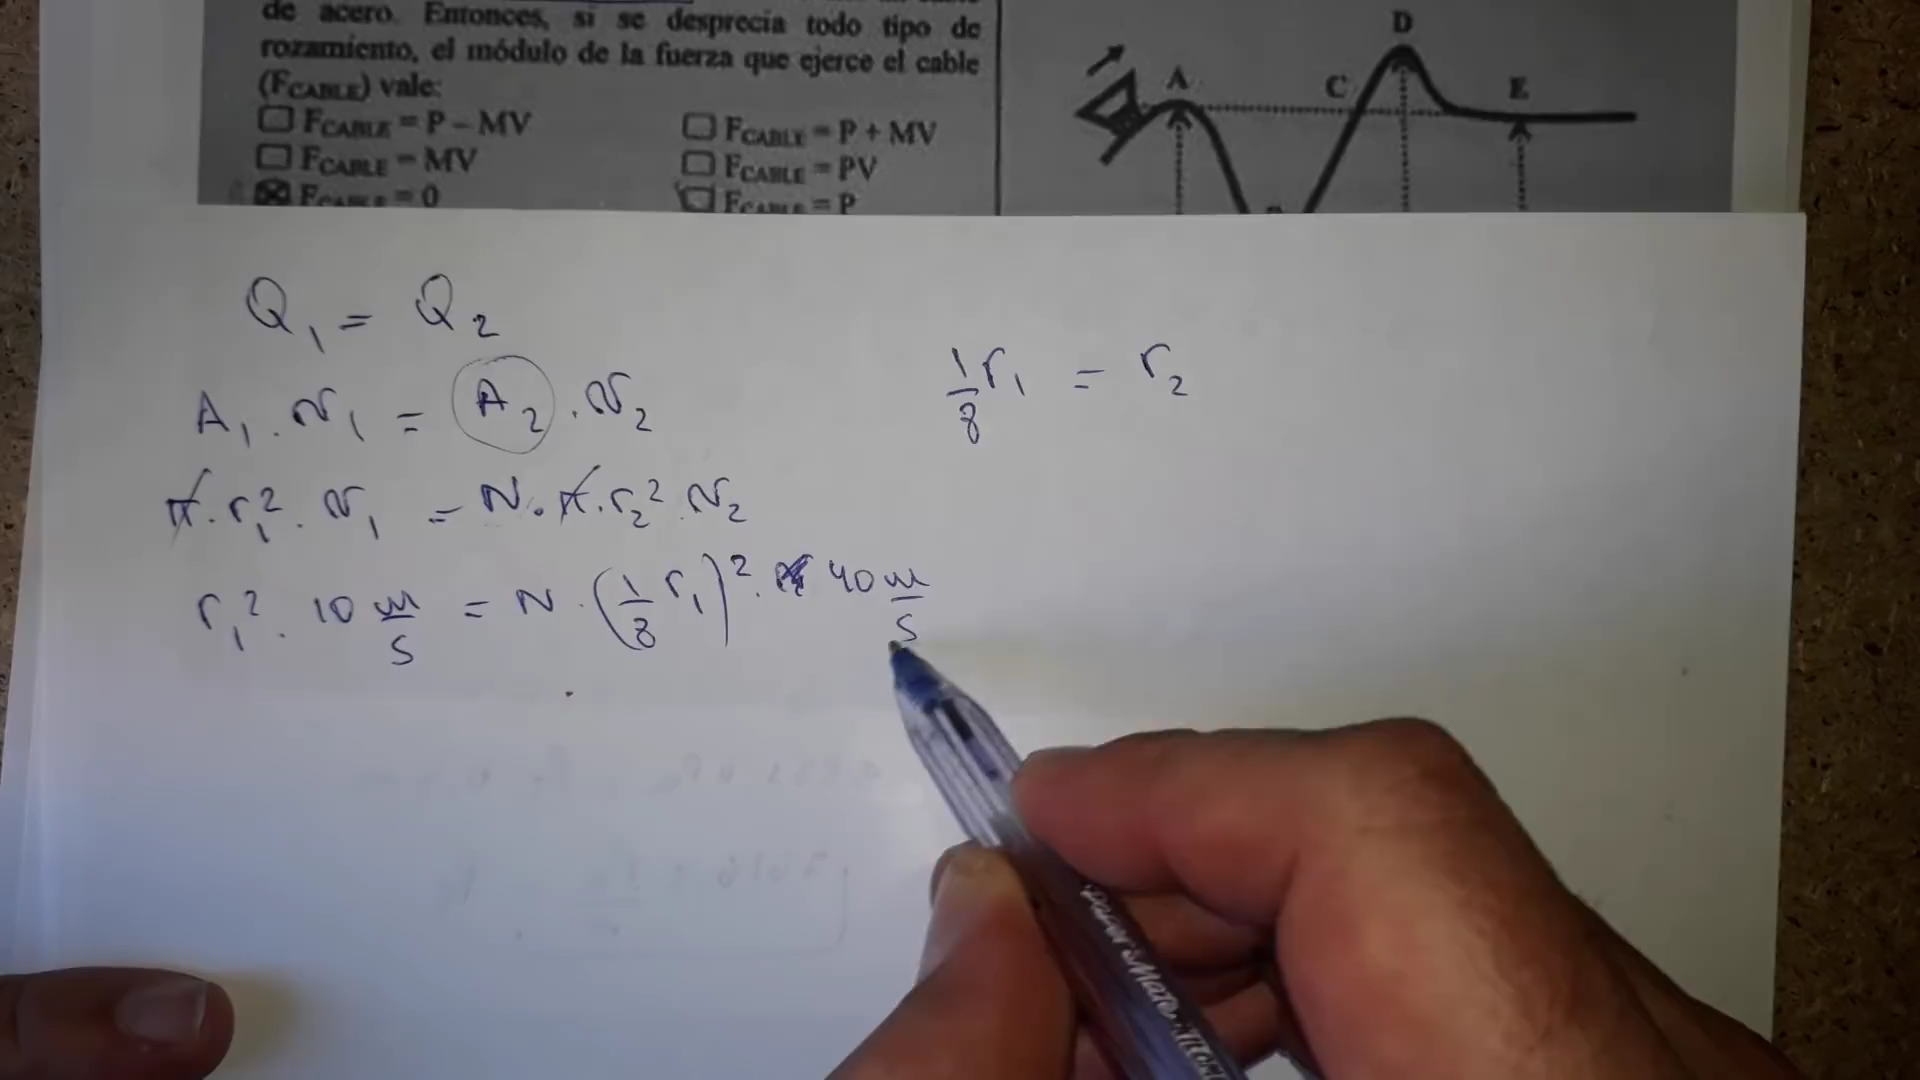 de acero. Entonces, si se desprecia todo tipo de
rozamiento, el módulo de la fuerza que ejerce el cable
(FCABLE) vale:
FCABLE = P – MV
FCABLE = P + MV
FCABLE = MV
FCABLE = PV
FCABLE = 0
FCABLE = P
A
C
D
E
Q1 = Q2
A1 . v1 = A2 . v2
π . r1² . v1 = N . π . r2² . v2
r1² . 10 m/s = N . (1/8 r1)² . 40 m/s
1/8 r1 = r2